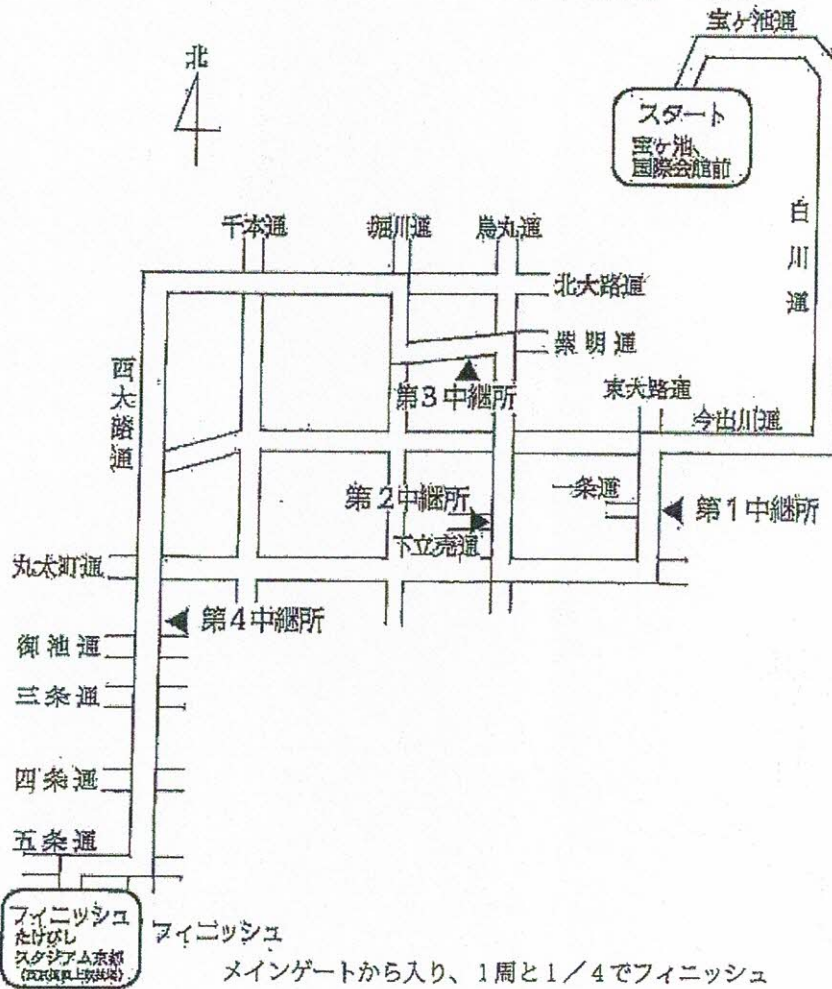 宝ヶ池通
北
スタート
宝ヶ池、
国際会館前
白川通
千本通
堀川通
烏丸通
北大路通
紫明通
第3中継所
東大路通
今出川通
西大路通
第2中継所
一条通
第1中継所
下立売通
丸太町通
第4中継所
御池通
三条通
四条通
五条通
フィニッシュ
たけびし
スタジアム京都
フィニッシュ
メインゲートから入り、1周と1/4でフィニッシュ